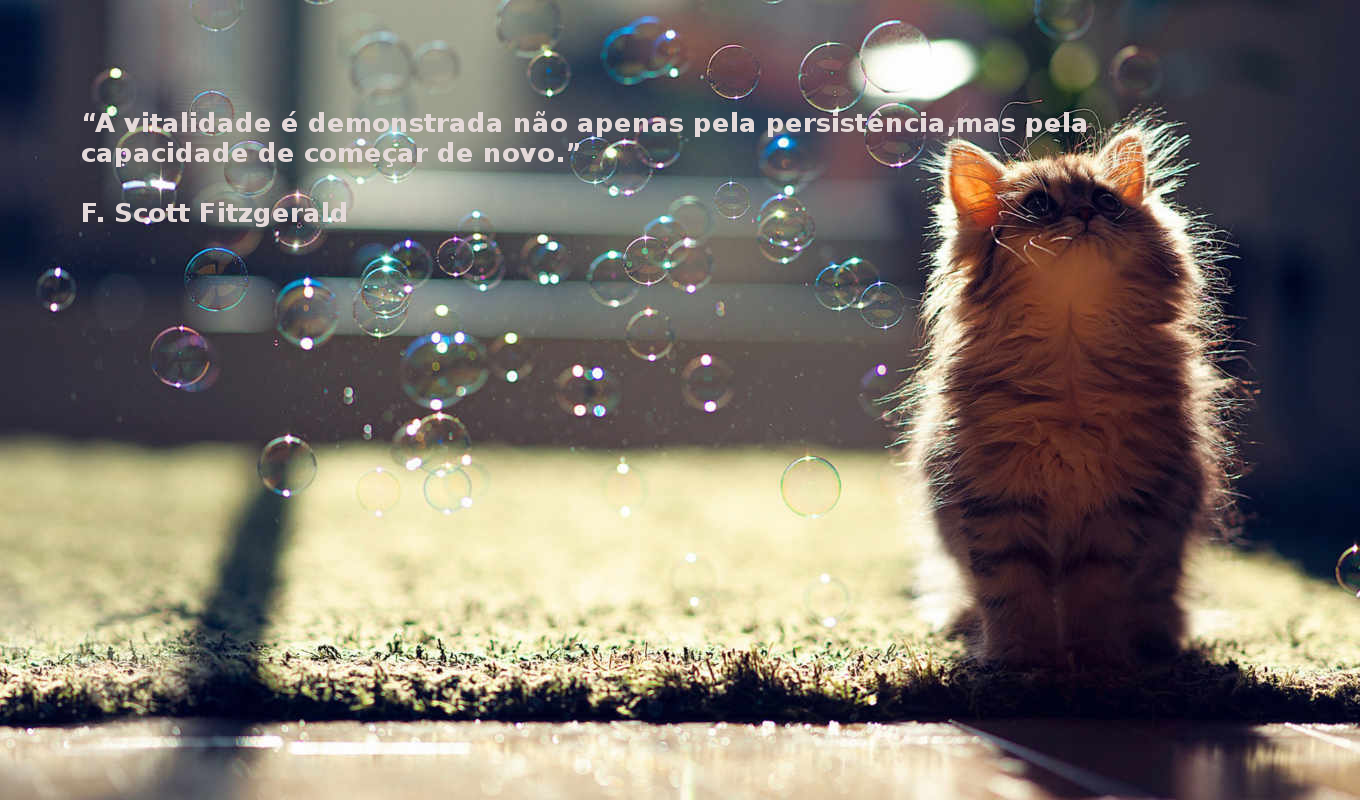 “A vitalidade é demonstrada não apenas pela persistência,mas pela
capacidade de começar de novo.”
F. Scott Fitzgerald